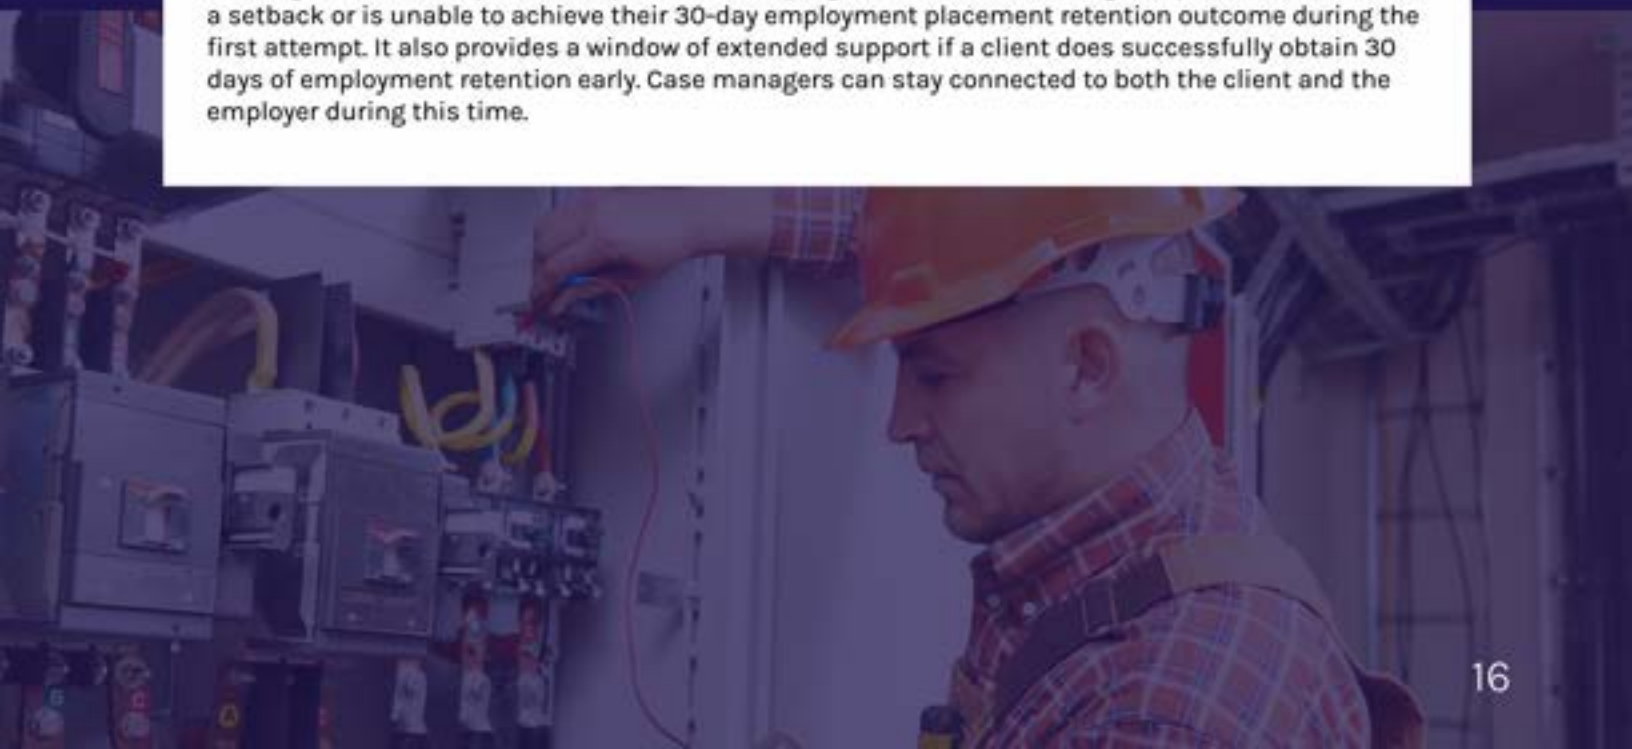 a setback or is unable to achieve their 30-day employment placement retention outcome during the
first attempt. It also provides a window of extended support if a client does successfully obtain 30
days of employment retention early. Case managers can stay connected to both the client and the
employer during this time.
G
C
A
16